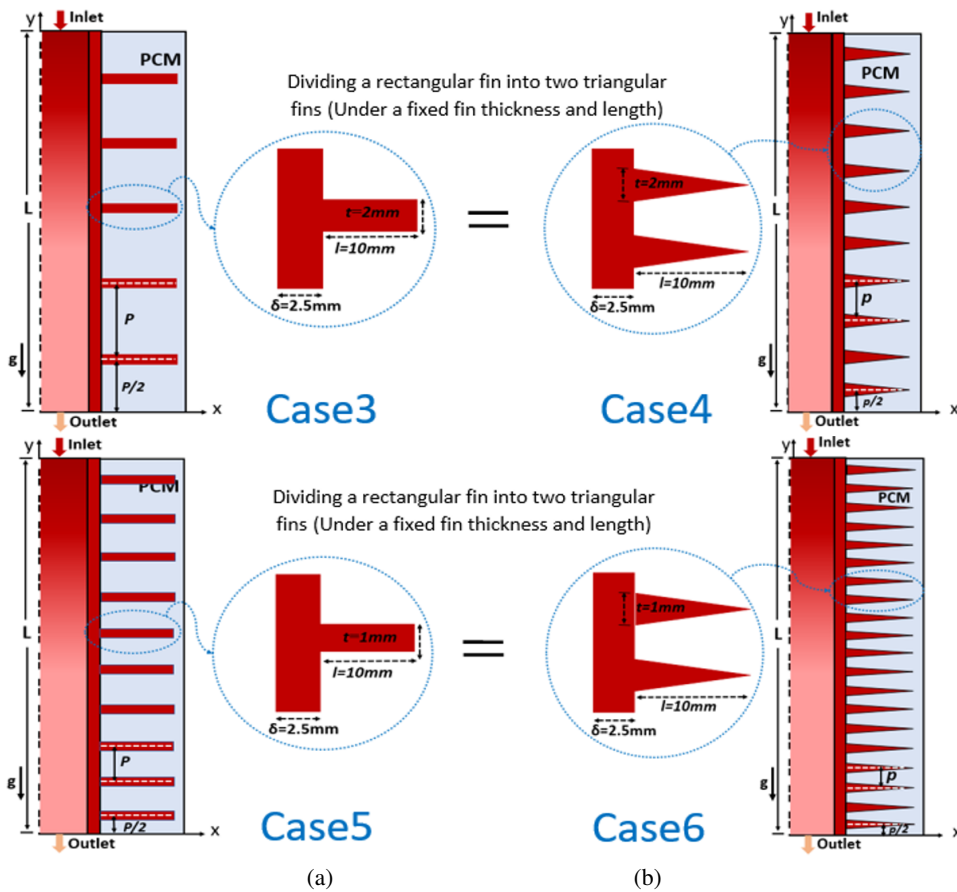 y
Inlet
PCM
L
P
P/2
g
x
Outlet
Dividing a rectangular fin into two triangular
fins (Under a fixed fin thickness and length)
t=2mm
l=10mm
δ=2.5mm
=
t=2mm
l=10mm
δ=2.5mm
Case3
Case4
y
Inlet
PCM
L
p
p/2
g
x
Outlet
y
Inlet
PCM
L
P
P/2
g
x
Outlet
Dividing a rectangular fin into two triangular
fins (Under a fixed fin thickness and length)
t=1mm
l=10mm
δ=2.5mm
=
t=1mm
l=10mm
δ=2.5mm
Case5
Case6
y
Inlet
PCM
L
p
p/2
g
x
Outlet
(a)
(b)